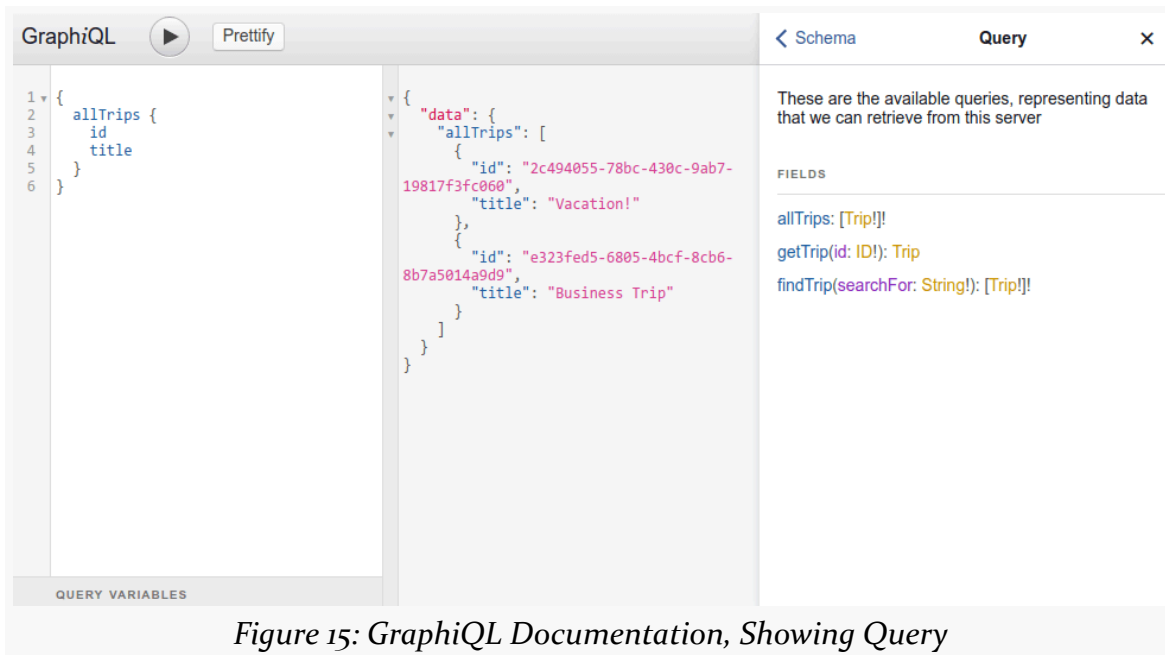 GraphiQL
Prettify
1 {
2   allTrips {
3     id
4     title
5   }
6 }
QUERY VARIABLES
{
  "data": {
    "allTrips": [
      {
        "id": "2c494055-78bc-430c-9ab7-
19817f3fc060",
        "title": "Vacation!"
      },
      {
        "id": "e323fed5-6805-4bcf-8cb6-
8b7a5014a9d9",
        "title": "Business Trip"
      }
    ]
  }
}
Schema
Query
These are the available queries, representing data
that we can retrieve from this server
FIELDS
allTrips: [Trip!]!
getTrip(id: ID!): Trip
findTrip(searchFor: String!): [Trip!]!
Figure 15: GraphiQL Documentation, Showing Query